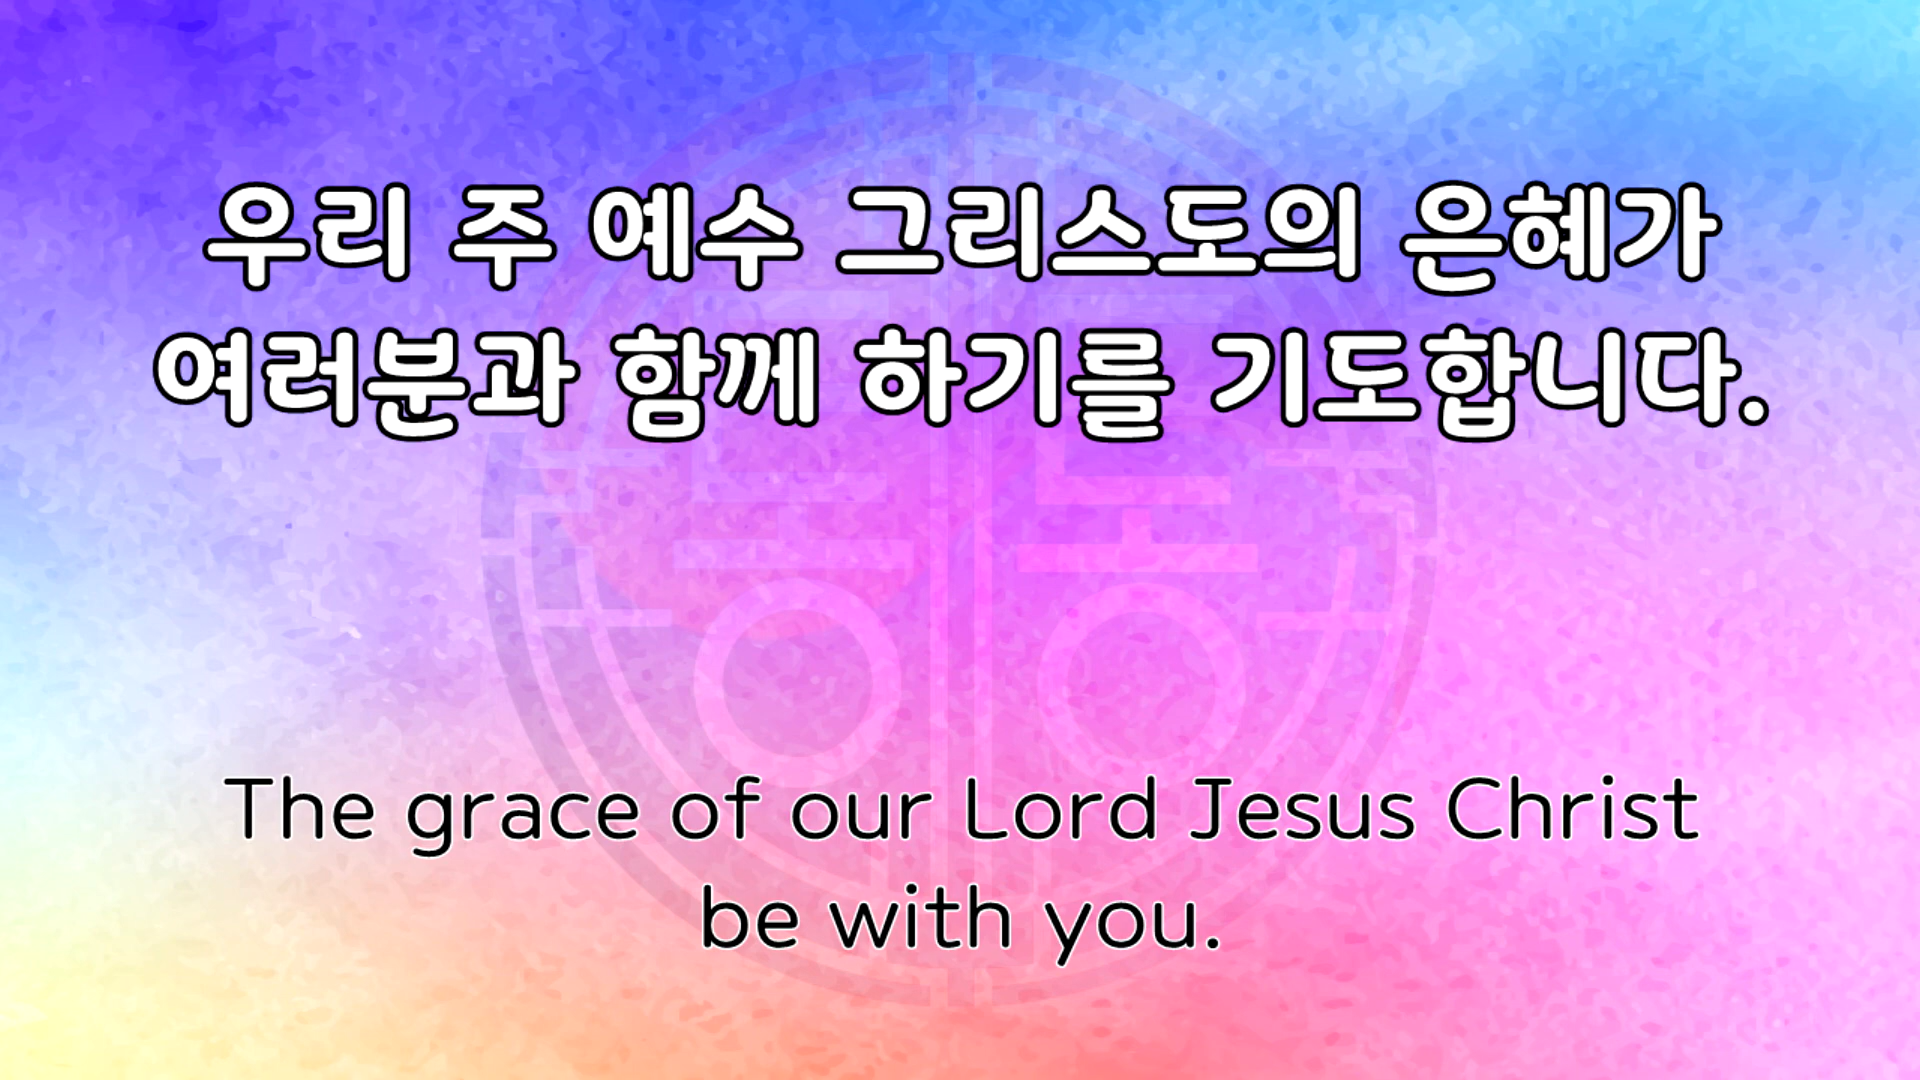 우리 주 예수 그리스도의 은혜가
여러분과 함께 하기를 기도합니다.
The grace of our Lord Jesus Christ
be with you.